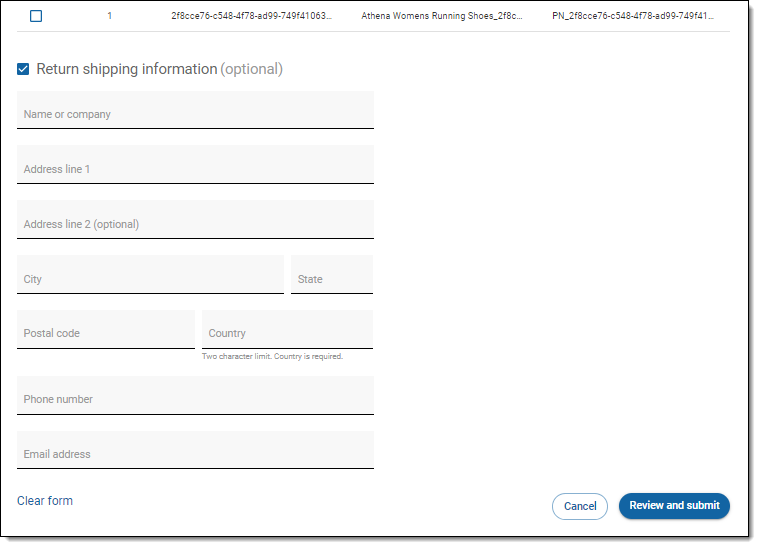 1 2f8cce76-c548-4f78-ad99-749f41063... Athena Womens Running Shoes_2f8c... PN_2f8cce76-c548-4f78-ad99-749f41...
Return shipping information (optional)
Name or company
Address line 1
Address line 2 (optional)
City State
Postal code Country
Two character limit. Country is required.
Phone number
Email address
Clear form Cancel Review and submit